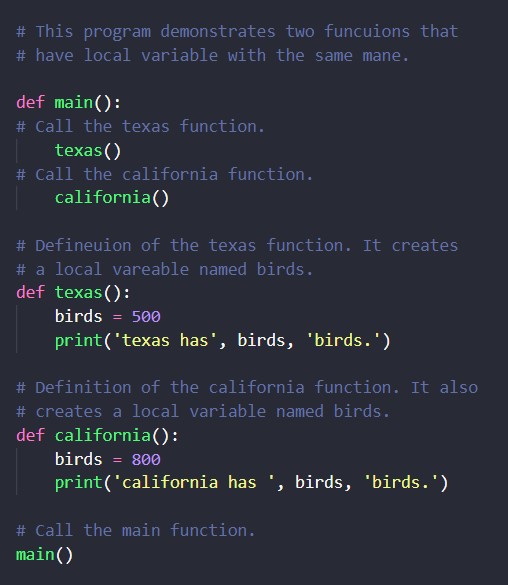 # This program demonstrates two funcuions that
# have local variable with the same mane.
def main():
# Call the texas function.
texas()
# Call the california function.
california()
# Defineuion of the texas function. It creates
# a local vareable named birds.
def texas():
birds = 500
print('texas has', birds, 'birds.')
# Definition of the california function. It also
# creates a local variable named birds.
def california():
birds = 800
print('california has ', birds, 'birds.')
# Call the main function.
main()